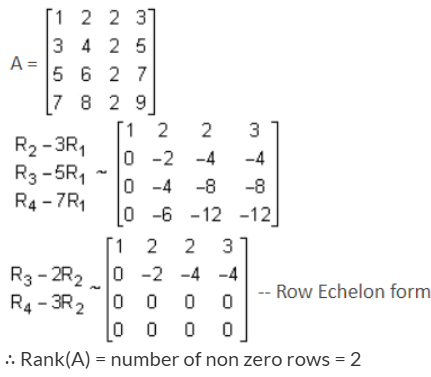 A = [1 2 2 3
3 4 2 5
5 6 2 7
7 8 2 9]
R₂ – 3R₁
R₃ – 5R₁
R₄ – 7R₁
~ [1 2 2 3
0 –2 –4 –4
0 –4 –8 –8
0 –6 –12 –12]
R₃ – 2R₂
R₄ – 3R₂
~ [1 2 2 3
0 –2 –4 –4
0 0 0 0
0 0 0 0]
-- Row Echelon form
∴ Rank(A) = number of non zero rows = 2